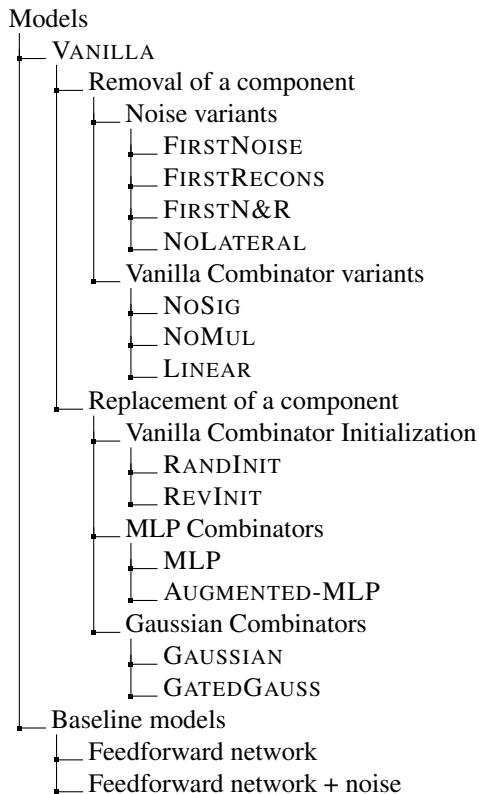 Models
VANILLA
Removal of a component
Noise variants
FIRSTNOISE
FIRSTRECONS
FIRSTN&R
NOLATERAL
Vanilla Combinator variants
NOSIG
NOMUL
LINEAR
Replacement of a component
Vanilla Combinator Initialization
RANDINIT
REVINIT
MLP Combinators
MLP
AUGMENTED-MLP
Gaussian Combinators
GAUSSIAN
GATEDGAUSS
Baseline models
Feedforward network
Feedforward network + noise